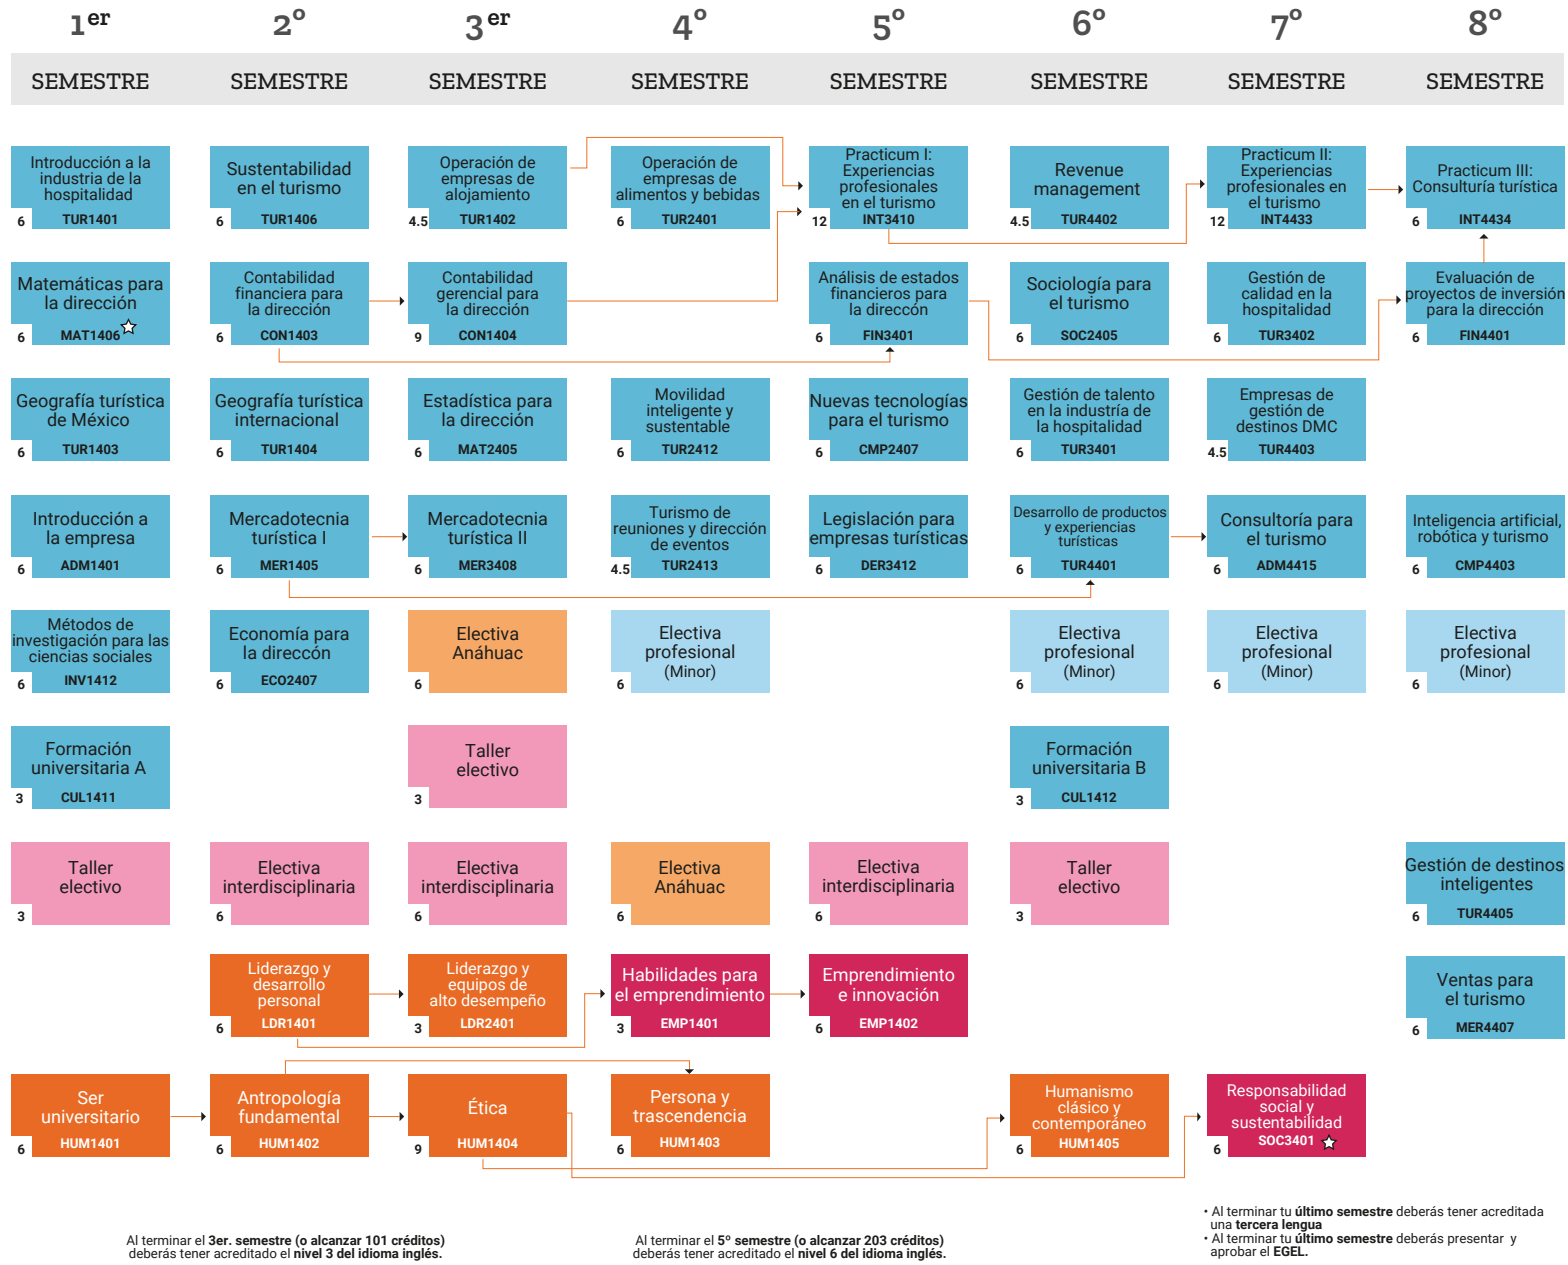 1er 2º 3er 4º 5º 6º 7º 8º
SEMESTRE SEMESTRE SEMESTRE SEMESTRE SEMESTRE SEMESTRE SEMESTRE SEMESTRE
Introducción a la
industria de la
hospitalidad
6 TUR1401
Sustentabilidad
en el turismo
6 TUR1406
Operación de
empresas de
alojamiento
4.5 TUR1402
Operación de
empresas de
alimentos y bebidas
6 TUR2401
Practicum I:
Experiencias
profesionales
en el turismo
12 INT3410
Revenue
management
4.5 TUR4402
Practicum II:
Experiencias
profesionales en
el turismo
12 INT4433
Practicum III:
Consulturía turística
6 INT4434
Matemáticas para
la dirección
6 MAT1406
Contabilidad
financiera para
la dirección
6 CON1403
Contabilidad
gerencial para
la dirección
9 CON1404
Análisis de estados
financieros para
la direccón
6 FIN3401
Sociología para
el turismo
6 SOC2405
Gestión de
calidad en la
hospitalidad
6 TUR3402
Evaluación de
proyectos de inversión
para la dirección
6 FIN4401
Geografía turística
de México
6 TUR1403
Geografía turística
internacional
6 TUR1404
Estadística para
la dirección
6 MAT2405
Movilidad
inteligente y
sustentable
6 TUR2412
Nuevas tecnologías
para el turismo
6 CMP2407
Gestión de talento
en la industria de
la hospitalidad
6 TUR3401
Empresas de
gestión de
destinos DMC
4.5 TUR4403
Introducción a
la empresa
6 ADM1401
Mercadotecnia
turística I
6 MER1405
Mercadotecnia
turística II
6 MER3408
Turismo de
reuniones y dirección
de eventos
4.5 TUR2413
Legislación para
empresas turísticas
6 DER3412
Desarrollo de productos
y experiencias
turísticas
6 TUR4401
Consultoría para
el turismo
6 ADM4415
Inteligencia artificial,
robótica y turismo
6 CMP4403
Métodos de
investigación para las
ciencias sociales
6 INV1412
Economía para
la direccón
6 ECO2407
Electiva
Anáhuac
6
Electiva
profesional
(Minor)
6
Electiva
profesional
(Minor)
6
Electiva
profesional
(Minor)
6
Electiva
profesional
(Minor)
6
Formación
universitaria A
3 CUL1411
Taller
electivo
3
Formación
universitaria B
3 CUL1412
Taller
electivo
3
Electiva
interdisciplinaria
6
Electiva
interdisciplinaria
6
Electiva
Anáhuac
6
Electiva
interdisciplinaria
6
Taller
electivo
3
Gestión de destinos
inteligentes
6 TUR4405
Liderazgo y
desarrollo
personal
6 LDR1401
Liderazgo y
equipos de
alto desempeño
3 LDR2401
Habilidades para
el emprendimiento
3 EMP1401
Emprendimiento
e innovación
6 EMP1402
Ventas para
el turismo
6 MER4407
Ser
universitario
6 HUM1401
Antropología
fundamental
6 HUM1402
Ética
9 HUM1404
Persona y
trascendencia
6 HUM1403
Humanismo
clásico y
contemporáneo
6 HUM1405
Responsabilidad
social y
sustentabilidad
6 SOC3401
Al terminar el 3er. semestre (o alcanzar 101 créditos)
deberás tener acreditado el nivel 3 del idioma inglés.
Al terminar el 5º semestre (o alcanzar 203 créditos)
deberás tener acreditado el nivel 6 del idioma inglés.
• Al terminar tu último semestre deberás tener acreditada
una tercera lengua
• Al terminar tu último semestre deberás presentar y
aprobar el EGEL.